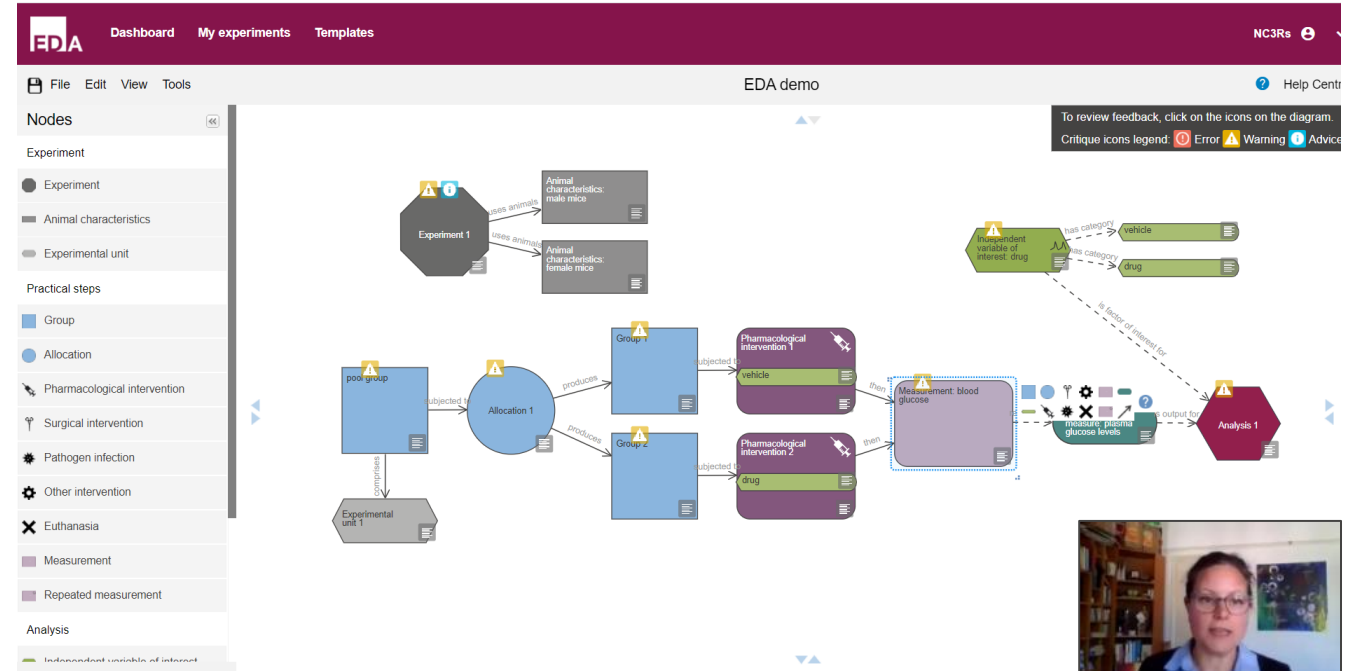 EDA
Dashboard
My experiments
Templates
NC3Rs
File
Edit
View
Tools
EDA demo
Help Centr
Nodes
Experiment
Experiment
Animal characteristics
Experimental unit
Practical steps
Group
Allocation
Pharmacological intervention
Surgical intervention
Pathogen infection
Other intervention
Euthanasia
Measurement
Repeated measurement
Analysis
Independent variable of interest
To review feedback, click on the icons on the diagram.
Critique icons legend: Error Warning Advice
Experiment 1
uses animals
uses animals
Animal
characteristics:
male mice
Animal
characteristics:
female mice
Independent
variable of
interest: drug
has category
has category
vehicle
drug
is factor of interest for
pool group
subjected to
Allocation 1
produces
produces
Group 1
Group 2
subjected to
subjected to
Pharmacological
intervention 1
vehicle
Pharmacological
intervention 2
drug
then
then
Measurement: blood
glucose
measure: plasma
glucose levels
is output for
Analysis 1
comprises
Experimental
unit 1